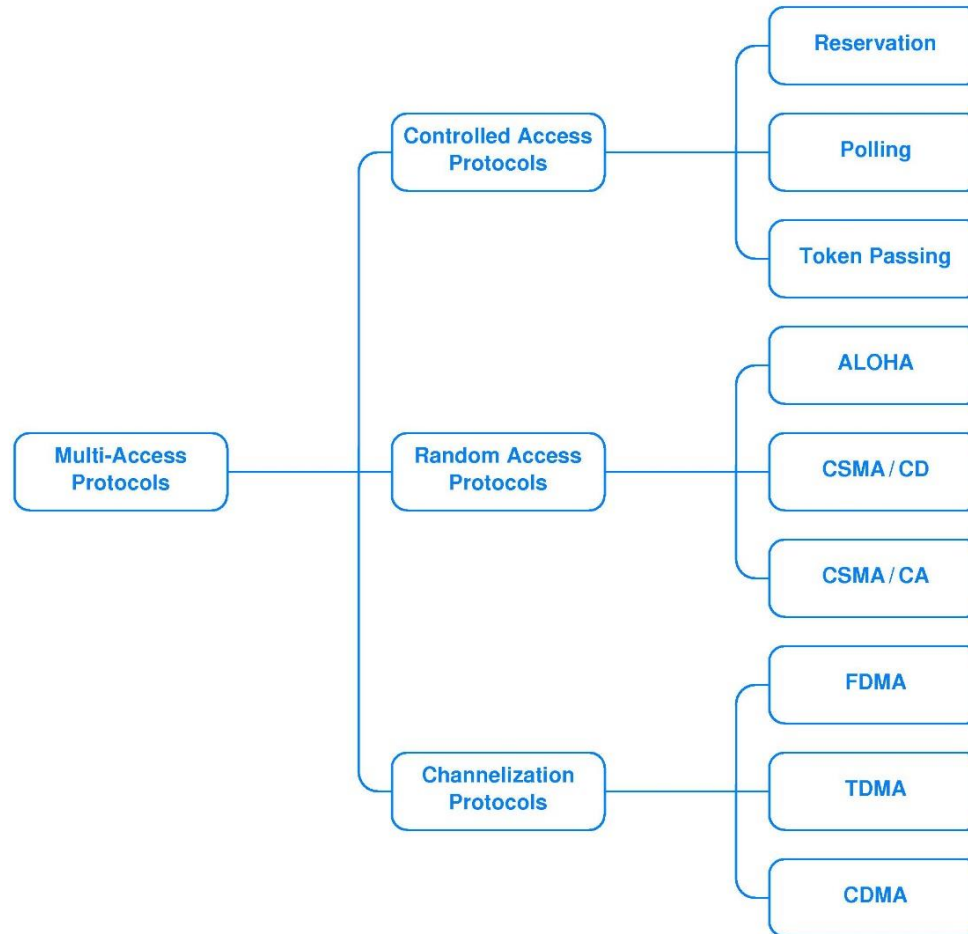 Reservation
Controlled Access
Protocols
Polling
Token Passing
ALOHA
Multi-Access
Protocols
Random Access
Protocols
CSMA / CD
CSMA / CA
FDMA
Channelization
Protocols
TDMA
CDMA